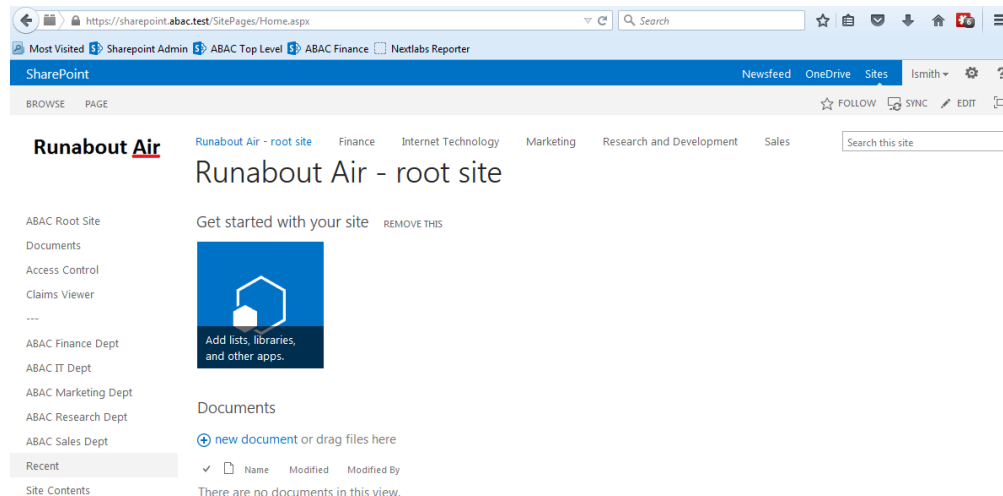 https://sharepoint.abac.test/SitePages/Home.aspx Search 6
Most Visited Sharepoint Admin ABAC Top Level ABAC Finance Nextlabs Reporter
SharePoint Newsfeed OneDrive Sites lsmith ?
BROWSE PAGE FOLLOW SYNC EDIT
Runabout Air
Runabout Air - root site Finance Internet Technology Marketing Research and Development Sales Search this site
Runabout Air - root site
ABAC Root Site
Documents
Access Control
Claims Viewer
---
ABAC Finance Dept
ABAC IT Dept
ABAC Marketing Dept
ABAC Research Dept
ABAC Sales Dept
Recent
Site Contents
Get started with your site REMOVE THIS
Add lists, libraries,
and other apps.
Documents
new document or drag files here
Name Modified Modified By
There are no documents in this view.